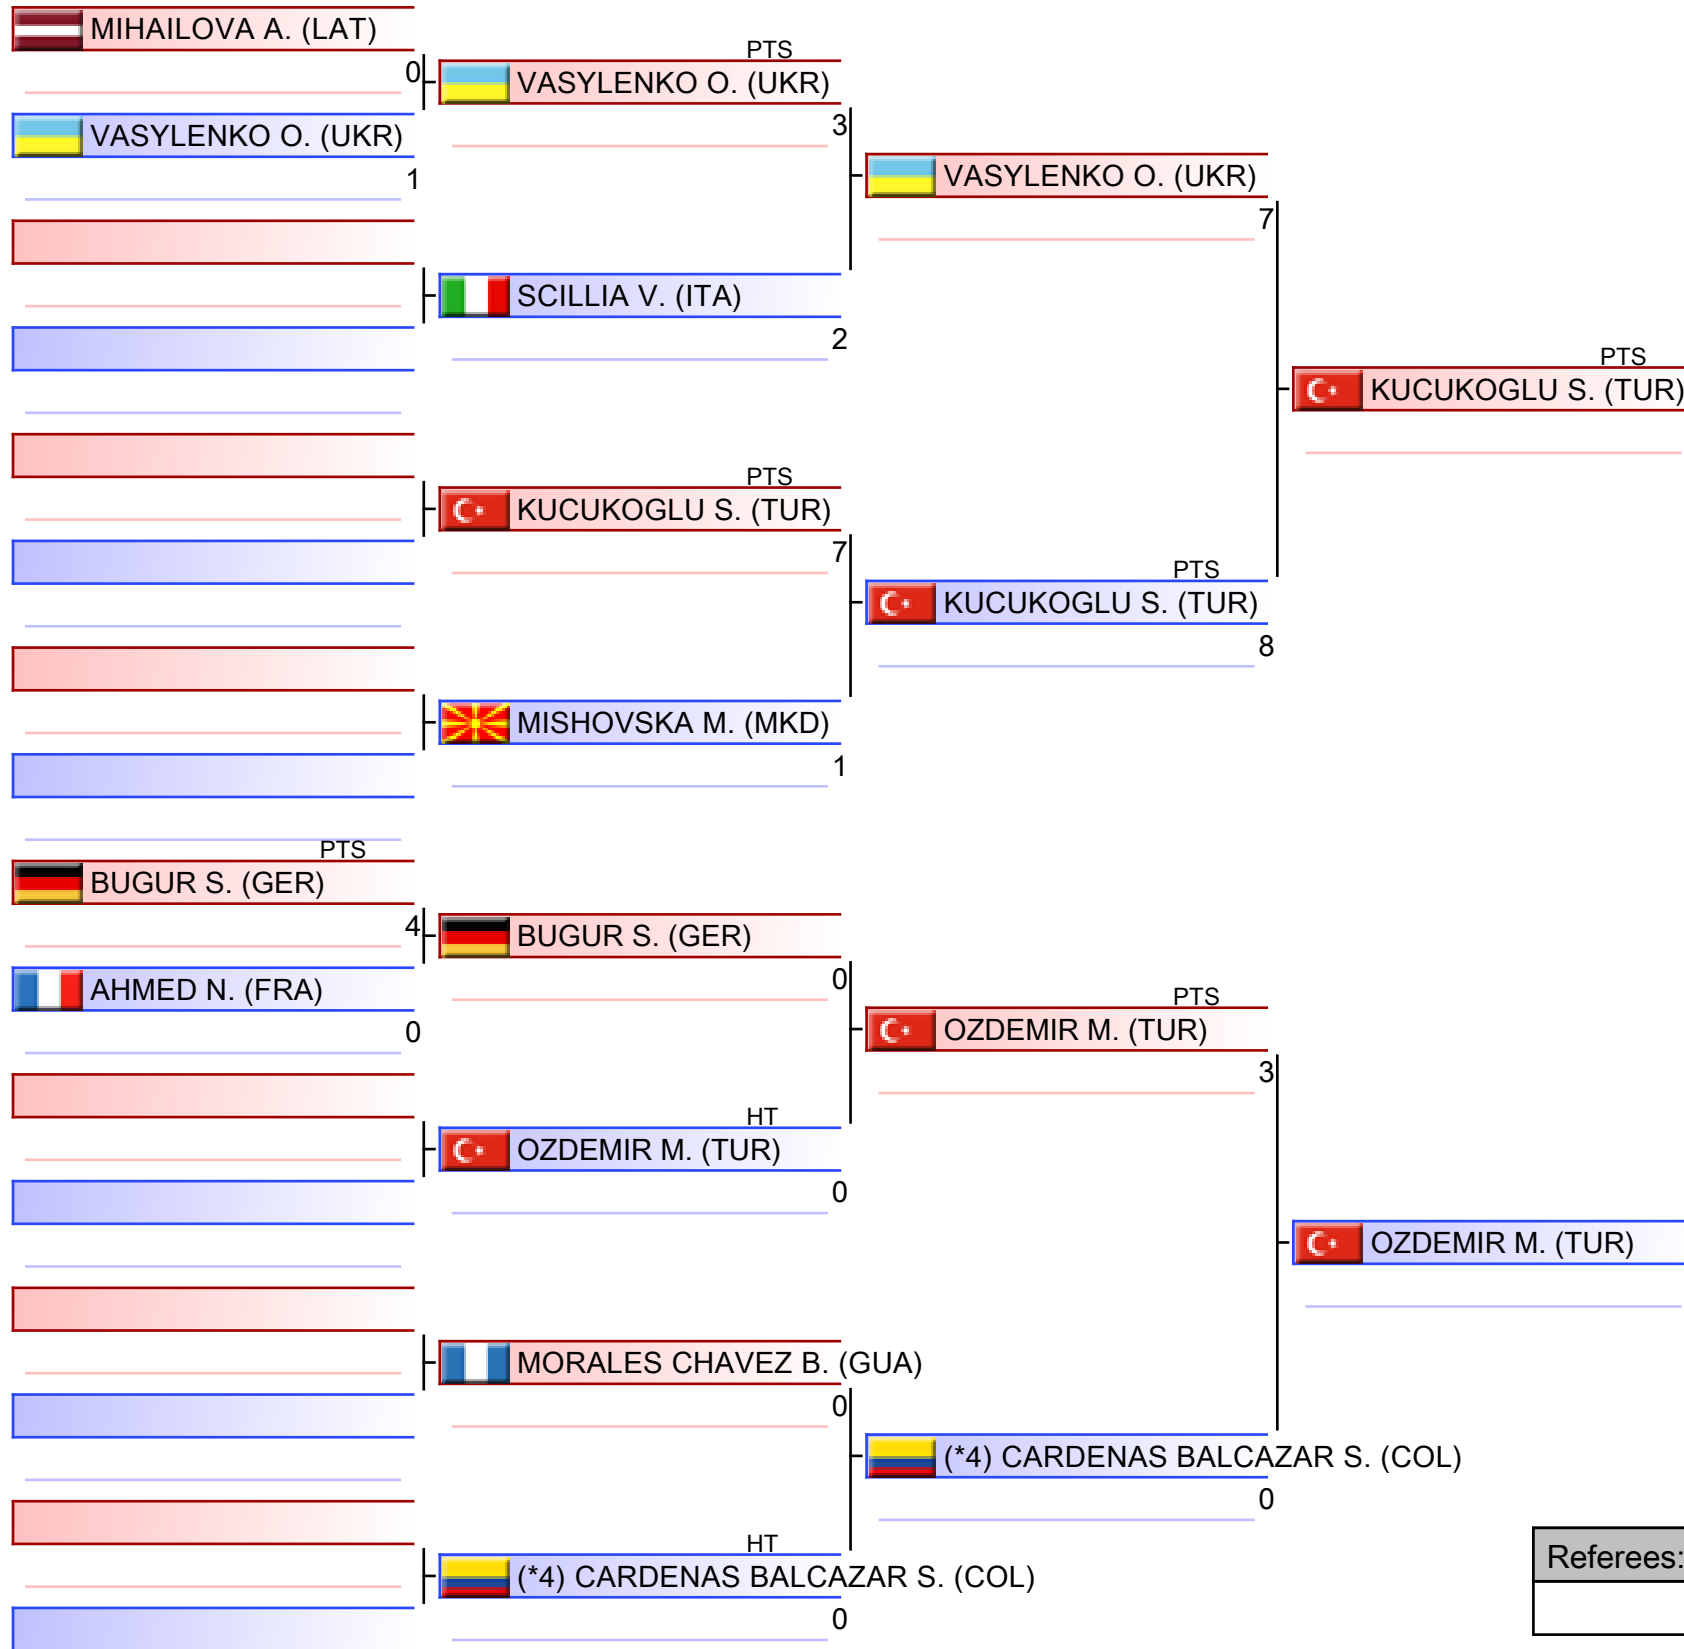 MIHAILOVA A. (LAT)
0
VASYLENKO O. (UKR)
1
PTS
BUGUR S. (GER)
4
AHMED N. (FRA)
0
PTS
VASYLENKO O. (UKR)
3
SCILLIA V. (ITA)
2
PTS
KUCUKOGLU S. (TUR)
7
MISHOVSKA M. (MKD)
1
BUGUR S. (GER)
0
HT
OZDEMIR M. (TUR)
0
MORALES CHAVEZ B. (GUA)
0
HT
(*4) CARDENAS BALCAZAR S. (COL)
0
VASYLENKO O. (UKR)
7
PTS
KUCUKOGLU S. (TUR)
8
PTS
OZDEMIR M. (TUR)
3
(*4) CARDENAS BALCAZAR S. (COL)
0
PTS
KUCUKOGLU S. (TUR)
OZDEMIR M. (TUR)
Referees: